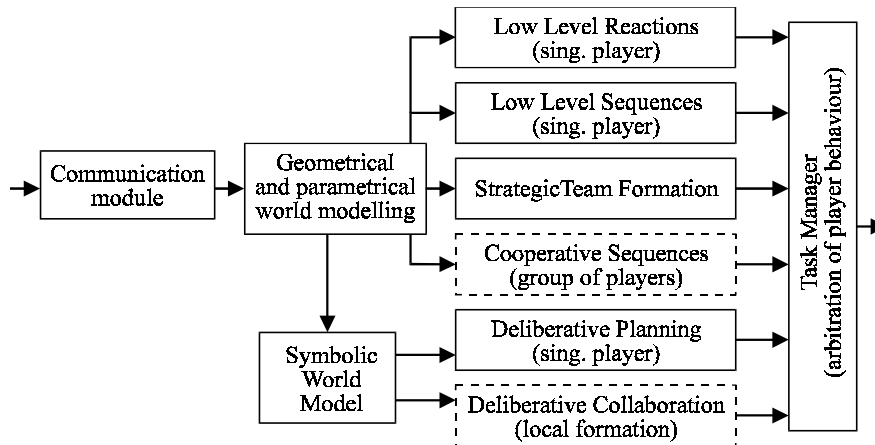 Communication
module
Geometrical
and parametrical
world modelling
Symbolic
World
Model
Low Level Reactions
(sing. player)
Low Level Sequences
(sing. player)
StrategicTeam Formation
Cooperative Sequences
(group of players)
Deliberative Planning
(sing. player)
Deliberative Collaboration
(local formation)
Task Manager
(arbitration of player behaviour)